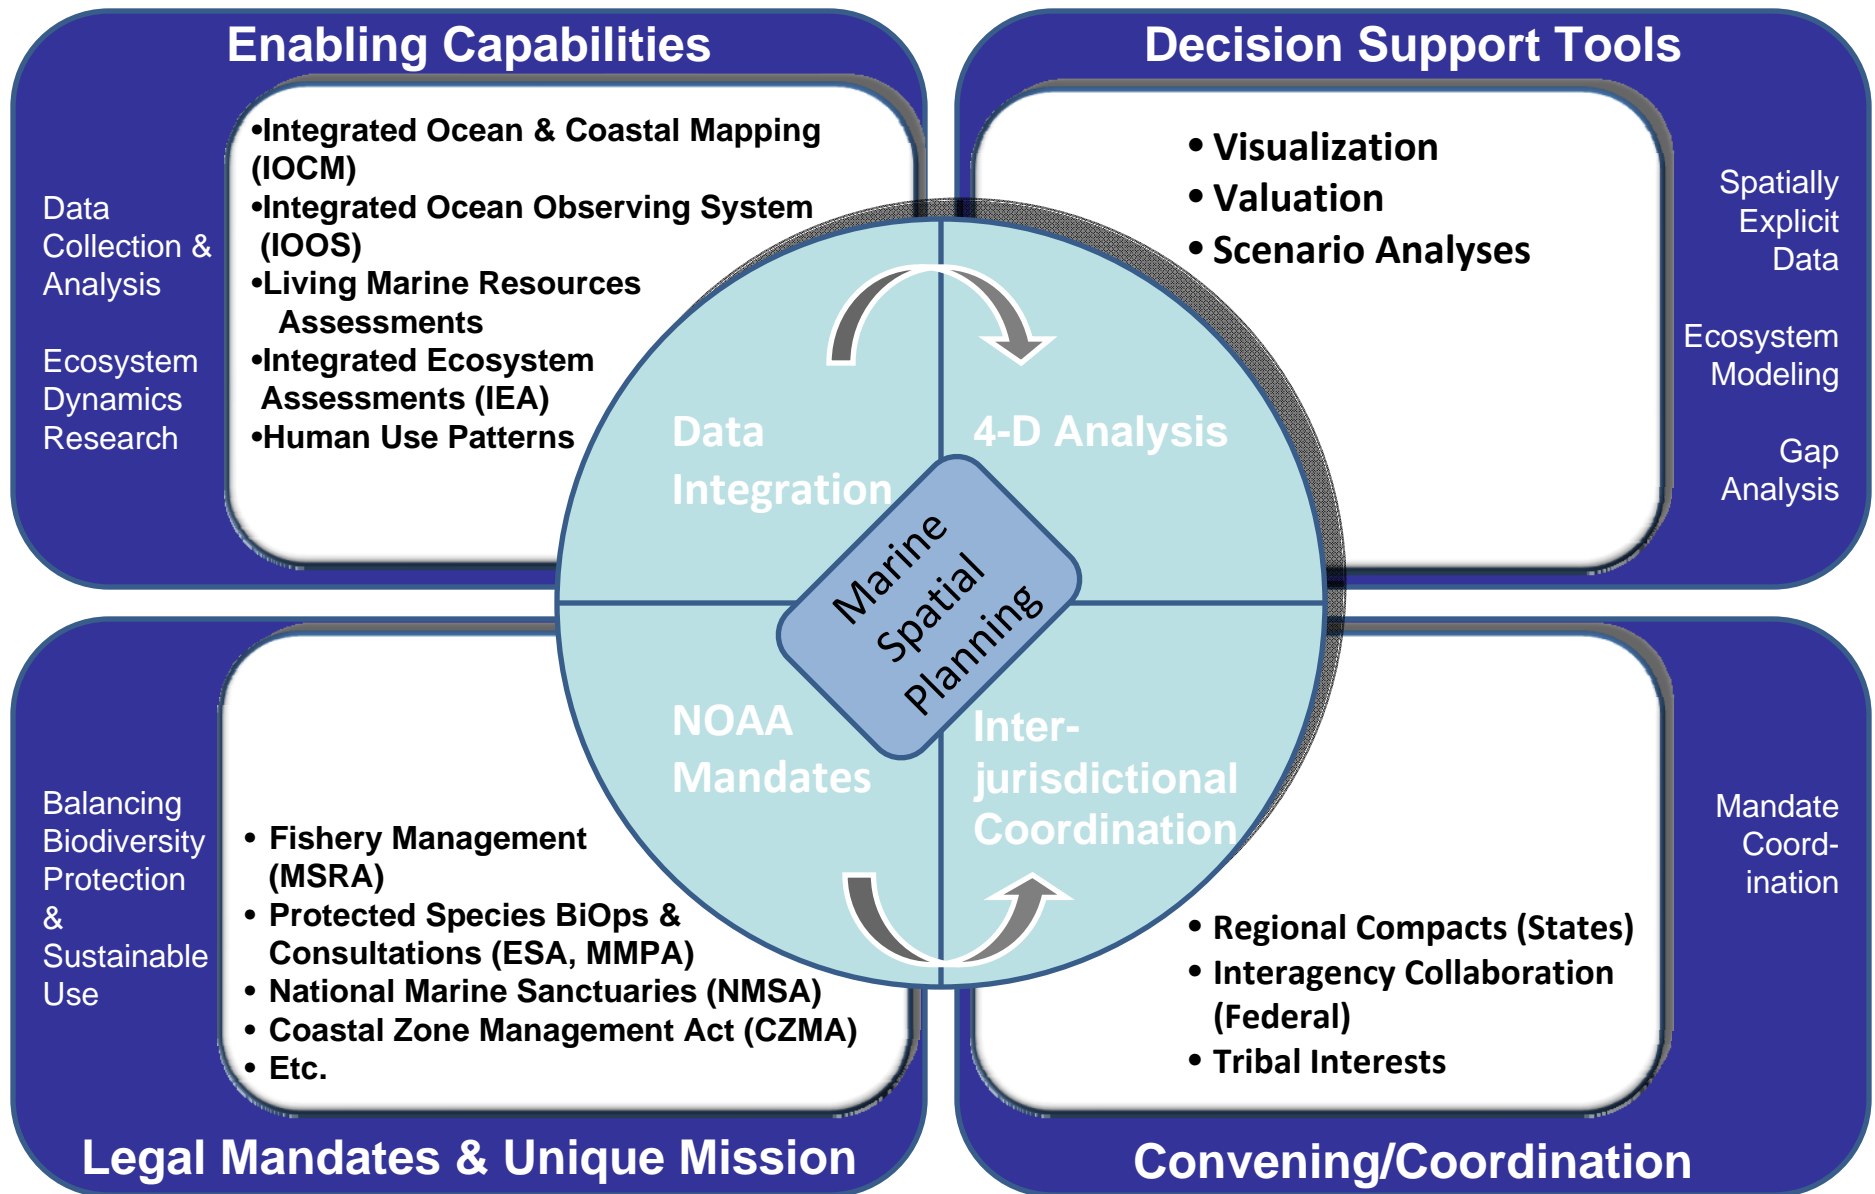 Enabling Capabilities
Data
Collection &
Analysis
Ecosystem
Dynamics
Research
•Integrated Ocean & Coastal Mapping
(IOCM)
•Integrated Ocean Observing System
(IOOS)
•Living Marine Resources
Assessments
•Integrated Ecosystem
Assessments (IEA)
•Human Use Patterns
Decision Support Tools
• Visualization
• Valuation
• Scenario Analyses
Spatially
Explicit
Data
Ecosystem
Modeling
Gap
Analysis
Data
Integration
4-D Analysis
Marine
Spatial
Planning
NOAA
Mandates
Inter-
jurisdictional
Coordination
Balancing
Biodiversity
Protection
&
Sustainable
Use
• Fishery Management
(MSRA)
• Protected Species BiOps &
Consultations (ESA, MMPA)
• National Marine Sanctuaries (NMSA)
• Coastal Zone Management Act (CZMA)
• Etc.
Legal Mandates & Unique Mission
• Regional Compacts (States)
• Interagency Collaboration
(Federal)
• Tribal Interests
Mandate
Coord-
ination
Convening/Coordination